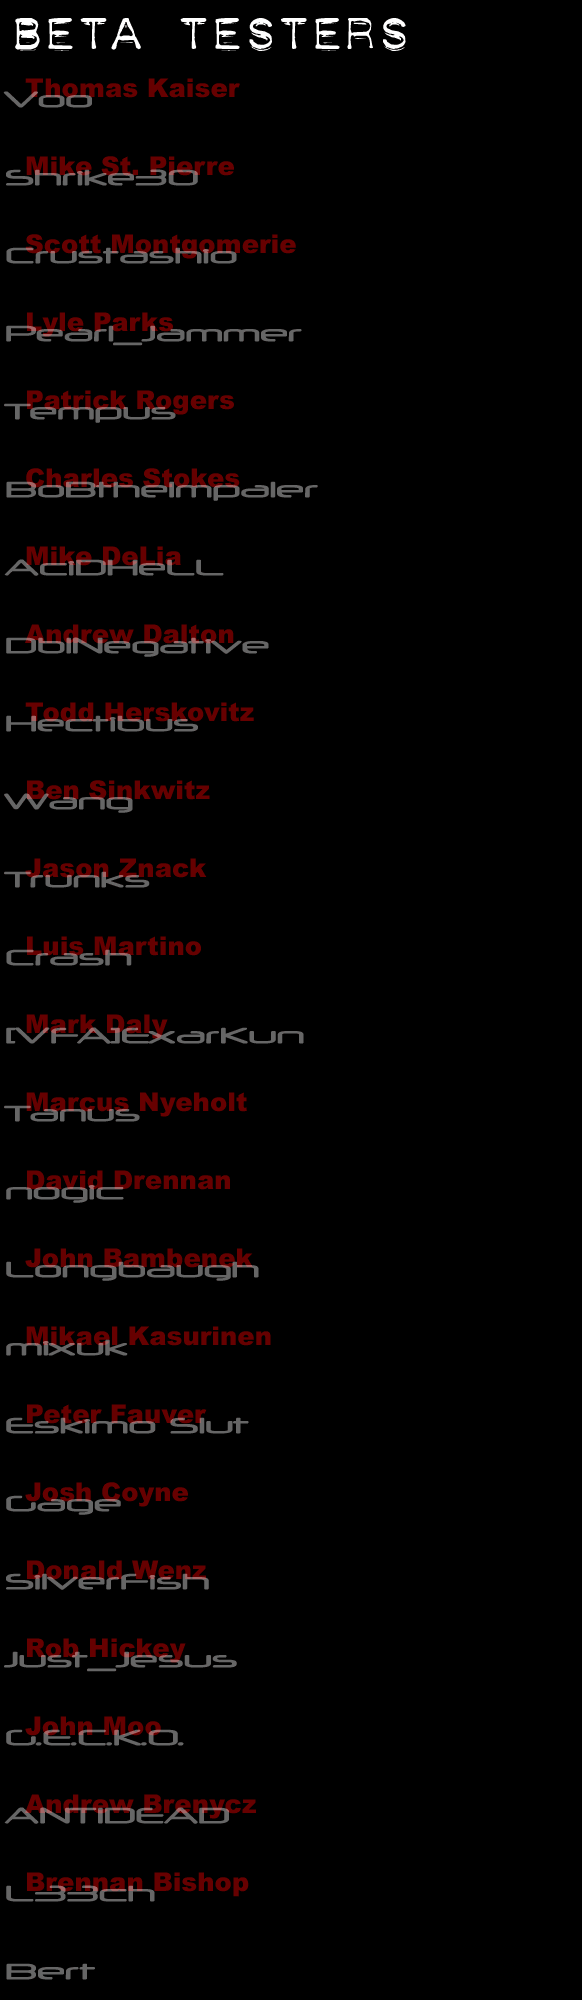 BETA TESTERS
Thomas Kaiser
Voo
Mike St. Pierre
Shrike30
Scott Montgomerie
Crustashio
Lyle Parks
Pearl_Jammer
Patrick Rogers
Tempus
Charles Stokes
BoBtheImpaler
Mike DeLia
AciDHeLL
Andrew Dalton
DblNegative
Todd Herskovitz
Hectibus
Ben Sinkwitz
Wang
Jason Znack
Trunks
Luis Martino
Crash
Mark Daly
[VFA]ExarKun
Marcus Nyeholt
Tanus
David Drennan
nogic
John Bambenek
Longbaugh
Mikael Kasurinen
mixuk
Peter Fauver
Eskimo Slut
Josh Coyne
Gage
Donald Wenz
Silverfish
Rob Hickey
Just_Jesus
John Moo
G.E.C.K.O.
Andrew Brenycz
ANTIDEAD
Brennan Bishop
L33ch
Bert